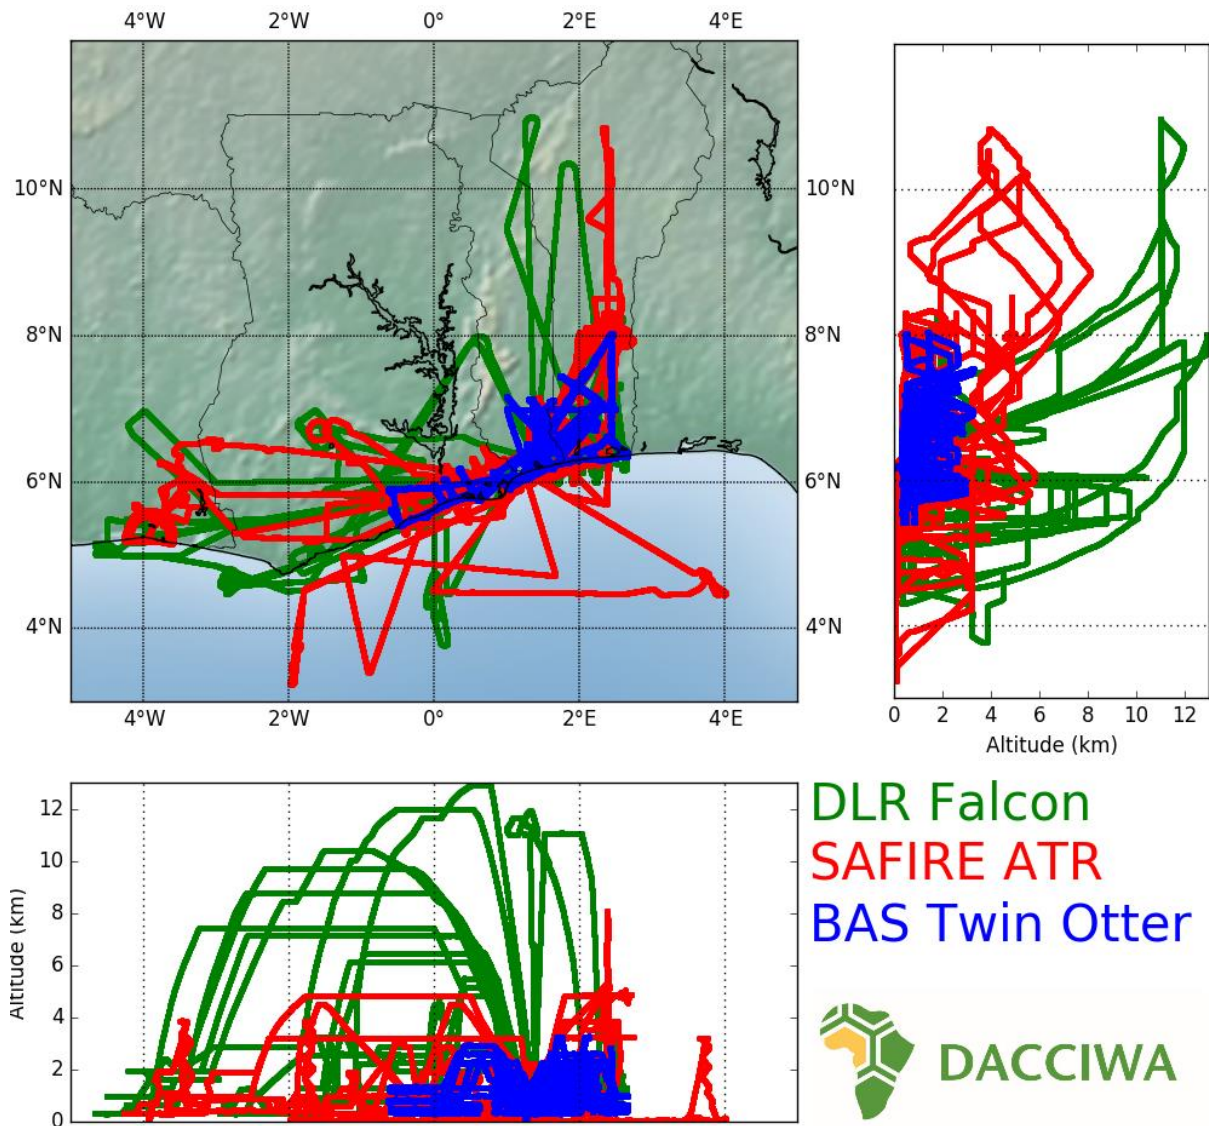 4°W 2°W 0° 2°E 4°E
10°N 10°N
8°N 8°N
6°N 6°N
4°N 4°N
4°W 2°W 0° 2°E 4°E
0 2 4 6 8 10 12
Altitude (km)
12
10
8
6
4
2
0
Altitude (km)
DLR Falcon
SAFIRE ATR
BAS Twin Otter
DACCIWA